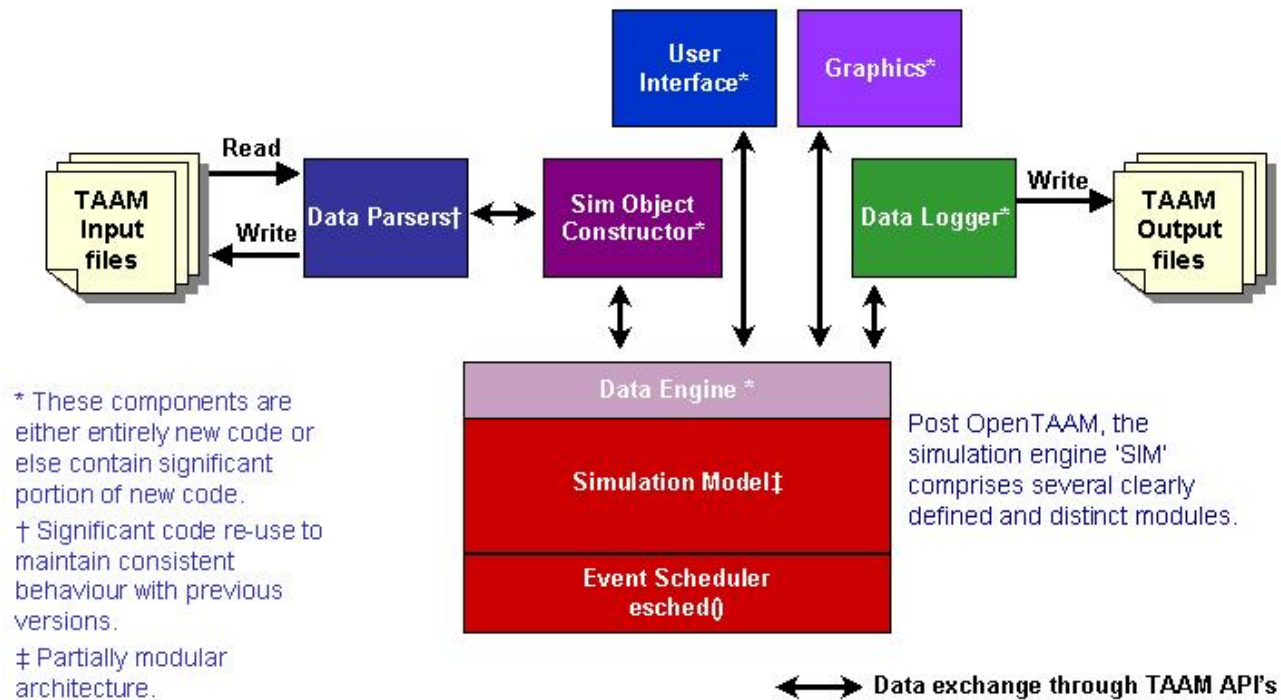 User
Interface*
Graphics*
Read
TAAM
Input
files
Write
Data Parsers†
Sim Object
Constructor*
Data Logger*
Write
TAAM
Output
files
Data Engine *
Simulation Model‡
Event Scheduler
esched()
* These components are
either entirely new code or
else contain significant
portion of new code.
† Significant code re-use to
maintain consistent
behaviour with previous
versions.
‡ Partially modular
architecture.
Post OpenTAAM, the
simulation engine 'SIM'
comprises several clearly
defined and distinct modules.
Data exchange through TAAM API's